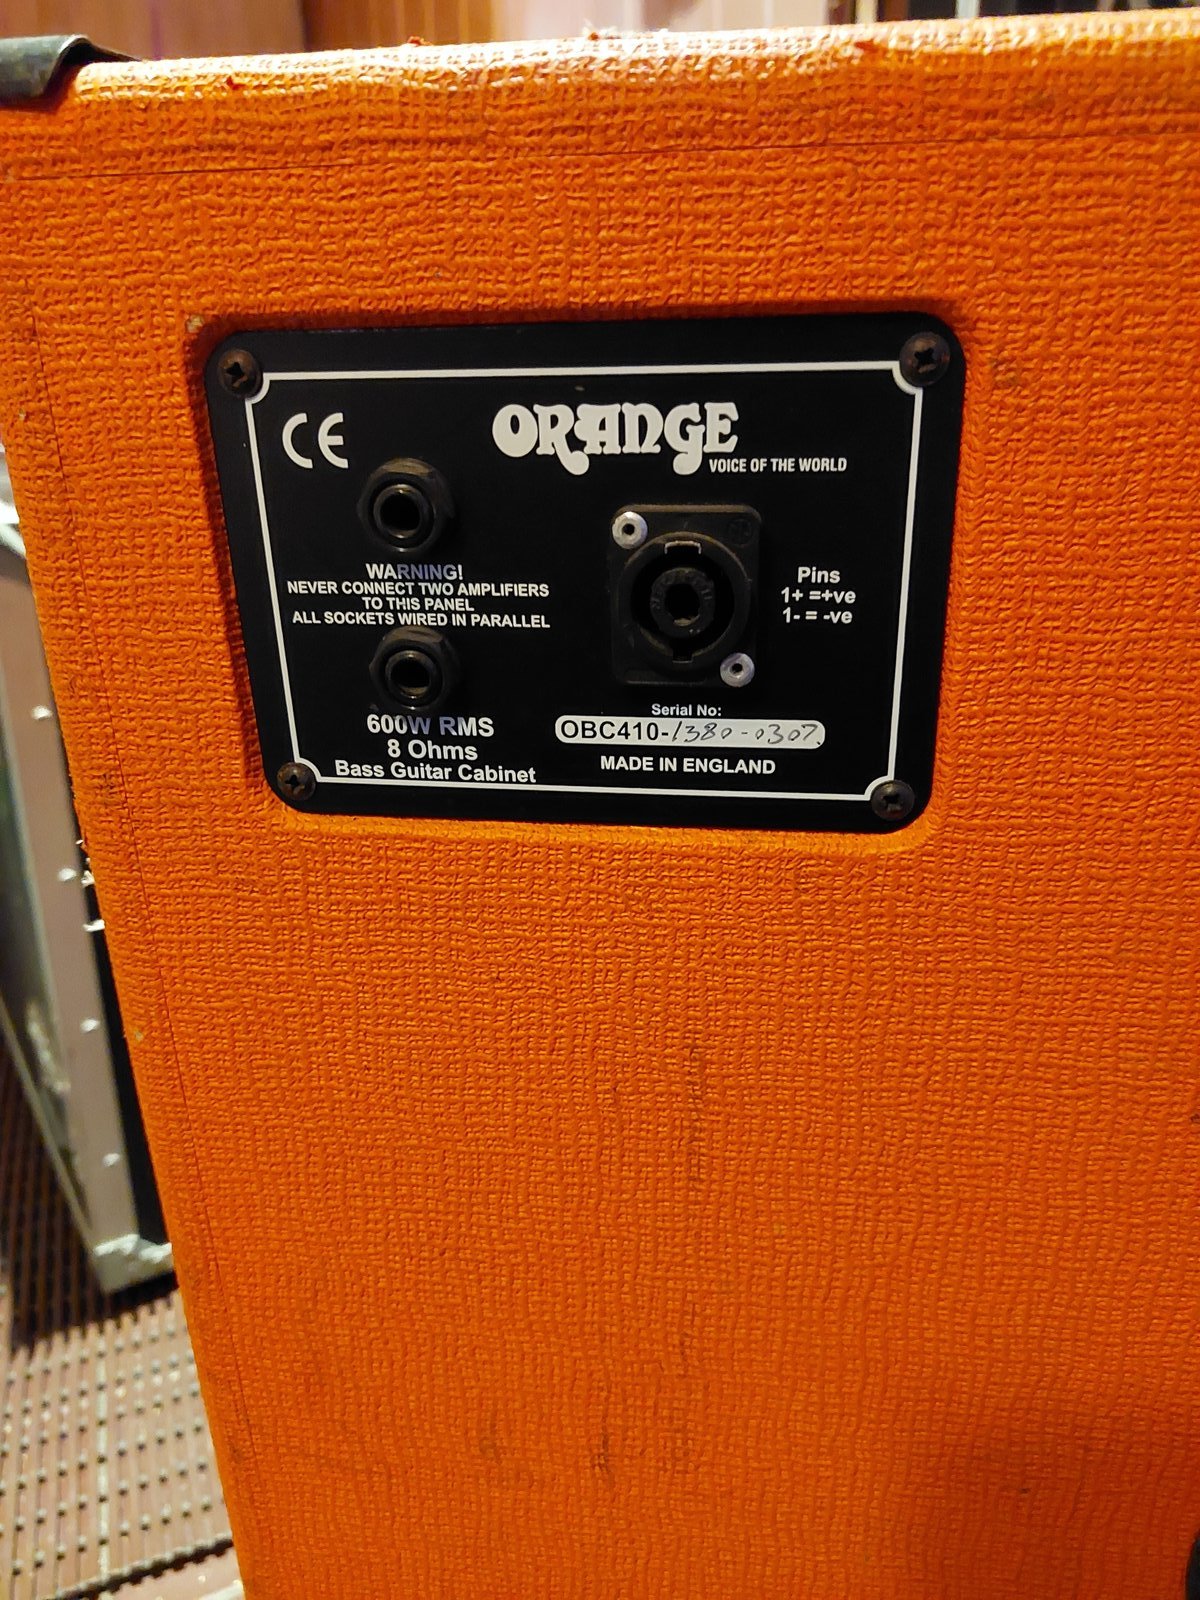 CE
ORANGE
VOICE OF THE WORLD
WARNING!
NEVER CONNECT TWO AMPLIFIERS
TO THIS PANEL
ALL SOCKETS WIRED IN PARALLEL
Pins
1+ =+ve
1- = -ve
600W RMS
8 Ohms
Bass Guitar Cabinet
Serial No:
OBC410-1380-0307.
MADE IN ENGLAND